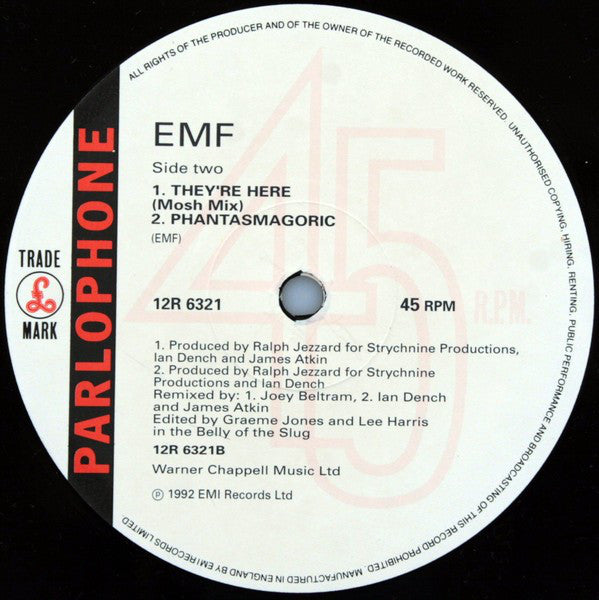 ALL RIGHTS OF THE PRODUCER AND OF THE OWNER OF THE RECORDED WORK RESERVED. UNAUTHORISED COPYING, HIRING, RENTING, PUBLIC PERFORMANCE AND BROADCASTING OF THIS RECORD PROHIBITED. MANUFACTURED IN ENGLAND BY EMI RECORDS LIMITED
PARLOPHONE
TRADE
£
MARK
45
R.P.M.
EMF
Side two
1. THEY'RE HERE
(Mosh Mix)
2. PHANTASMAGORIC
(EMF)
12R 6321 45 RPM
1. Produced by Ralph Jezzard for Strychnine Productions,
Ian Dench and James Atkin
2. Produced by Ralph Jezzard for Strychnine
Productions and Ian Dench
Remixed by: 1. Joey Beltram, 2. Ian Dench
and James Atkin
Edited by Graeme Jones and Lee Harris
in the Belly of the Slug
12R 6321B
Warner Chappell Music Ltd
℗ 1992 EMI Records Ltd